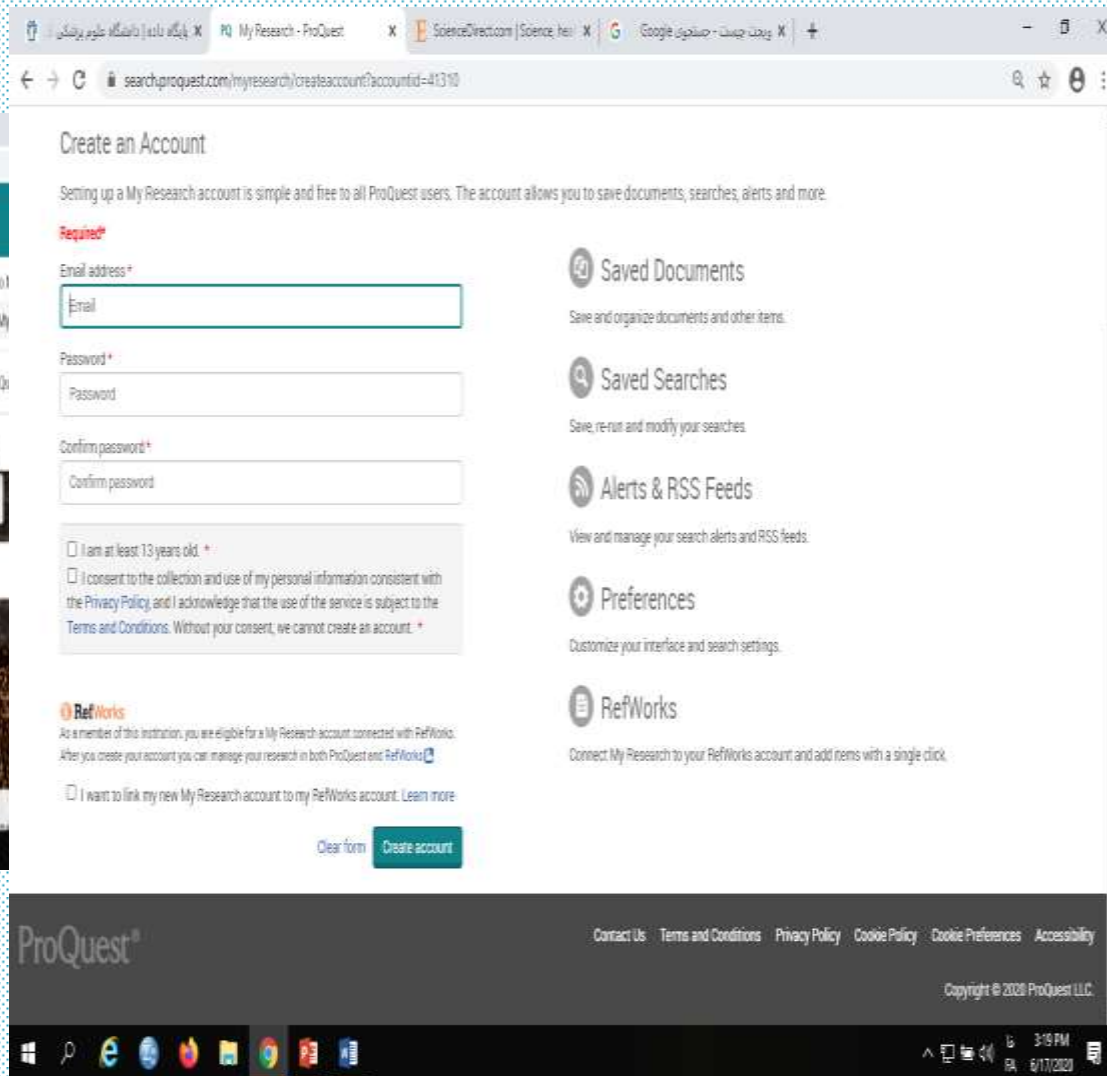 پایگاه داده | دانشگاه علوم پزشکی
My Research - ProQuest
ScienceDirect.com | Science, hea
چیست - جستجوی Google
search.proquest.com/myresearch/createaccount?accountid=41310
Create an Account
Setting up a My Research account is simple and free to all ProQuest users. The account allows you to save documents, searches, alerts and more.
Required*
Email address *
Email
Password *
Password
Confirm password *
Confirm password
I am at least 13 years old. *
I consent to the collection and use of my personal information consistent with
the Privacy Policy, and I acknowledge that the use of the service is subject to the
Terms and Conditions. Without your consent, we cannot create an account. *
RefWorks
As a member of this institution, you are eligible for a My Research account connected with RefWorks.
After you create your account you can manage your research in both ProQuest and RefWorks
I want to link my new My Research account to my RefWorks account. Learn more
Clear form Create account
Saved Documents
Save and organize documents and other items.
Saved Searches
Save, re-run and modify your searches.
Alerts & RSS Feeds
View and manage your search alerts and RSS feeds.
Preferences
Customize your interface and search settings.
RefWorks
Connect My Research to your RefWorks account and add items with a single click.
ProQuest®
Contact Us Terms and Conditions Privacy Policy Cookie Policy Cookie Preferences Accessibility
Copyright © 2020 ProQuest LLC.
فا 3:19 PM
FA 6/17/2020